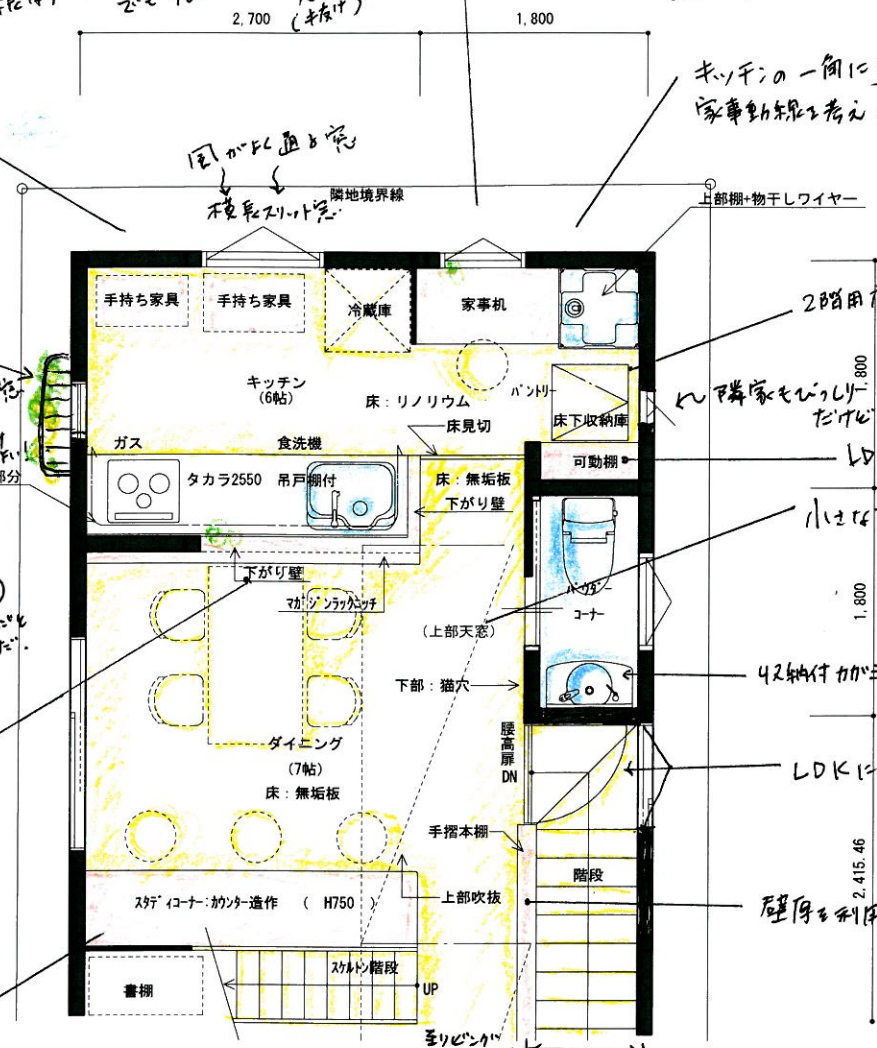 2,700
1,800
キッチンの一角に
家事動線を考え
風がよく通る窓
横長スリット窓
隣地境界線
上部棚+物干しワイヤー
手持ち家具
手持ち家具
冷蔵庫
家事机
2階用
1,800
キッチン
(6帖)
床：リノリウム
パントリー
床下収納庫
隣家もびっしり
だけど
床見切
ガス
食洗機
可動棚
タカラ2550 吊戸棚付
床：無垢板
下がり壁
小さな
下がり壁
マガジンラックニッチ
パウダー
コーナー
1,800
(上部天窓)
下部：猫穴
収納付
ダイニング
(7帖)
床：無垢板
腰高扉
DN
LDKに
手摺本棚
階段
2,415.46
スタディコーナー:カウンター造作 ( H750 )
上部吹抜
壁厚を利用
書棚
スケルトン階段
UP
至リビング